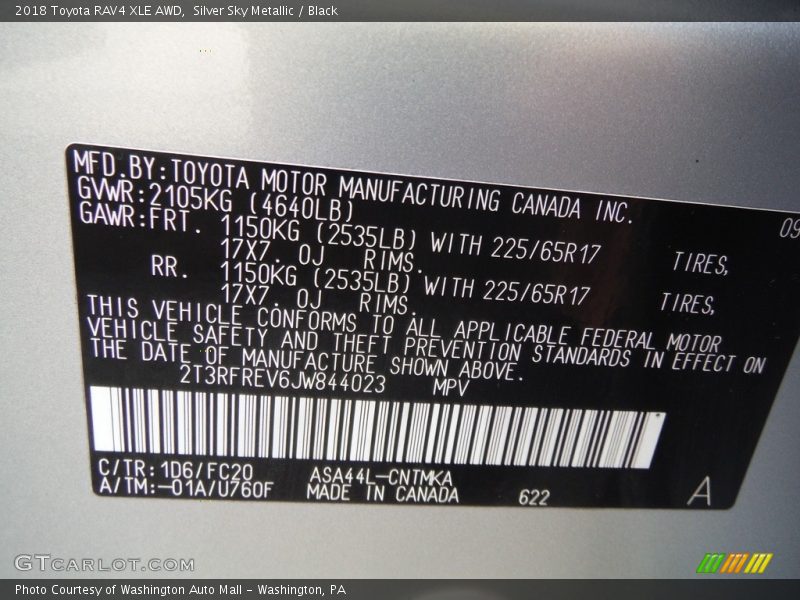 2018 Toyota RAV4 XLE AWD, Silver Sky Metallic / Black
MFD.BY:TOYOTA MOTOR MANUFACTURING CANADA INC.
09
GVWR:2105KG (4640LB)
GAWR:FRT. 1150KG (2535LB) WITH 225/65R17 TIRES,
17X7. 0J RIMS.
RR. 1150KG (2535LB) WITH 225/65R17 TIRES,
17X7. 0J RIMS.
THIS VEHICLE CONFORMS TO ALL APPLICABLE FEDERAL MOTOR
VEHICLE SAFETY AND THEFT PREVENTION STANDARDS IN EFFECT ON
THE DATE OF MANUFACTURE SHOWN ABOVE.
2T3RFREV6JW844023 MPV
C/TR:1D6/FC20 ASA44L-CNTMKA
A/TM:-01A/U760F MADE IN CANADA 622 A
GTCARLOT.COM
Photo Courtesy of Washington Auto Mall - Washington, PA